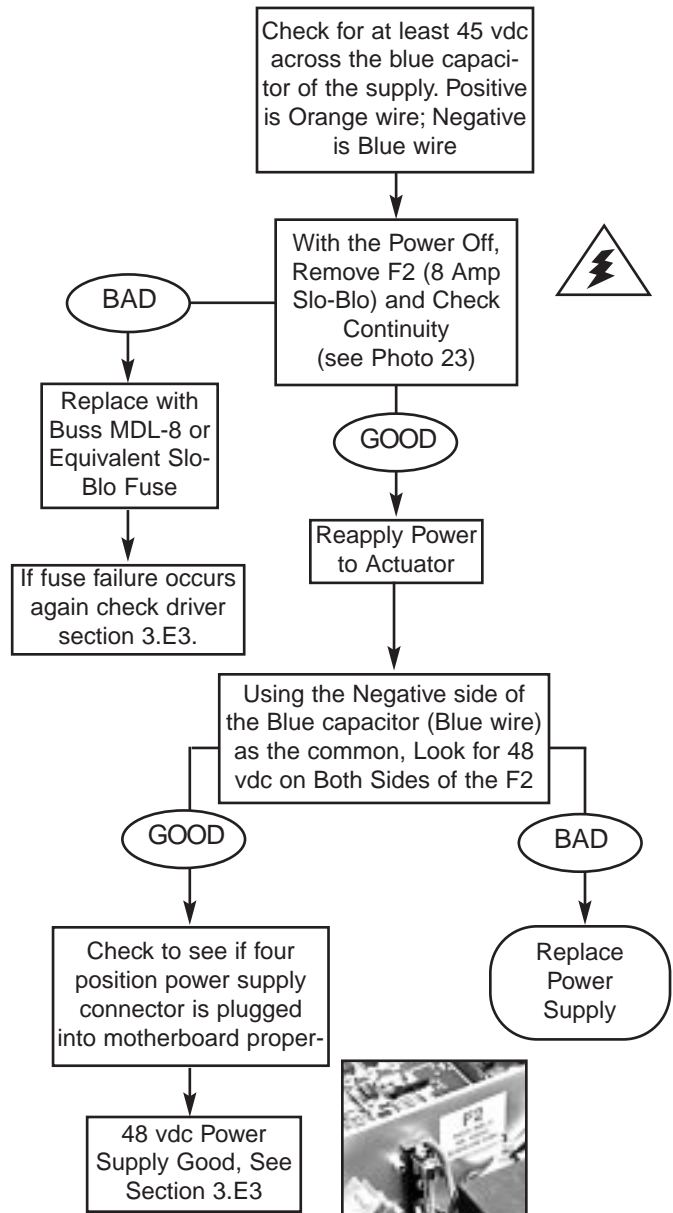 Check for at least 45 vdc
across the blue capaci-
tor of the supply. Positive
is Orange wire; Negative
is Blue wire
With the Power Off,
Remove F2 (8 Amp
Slo-Blo) and Check
Continuity
(see Photo 23)
BAD
Replace with
Buss MDL-8 or
Equivalent Slo-
Blo Fuse
If fuse failure occurs
again check driver
section 3.E3.
GOOD
Reapply Power
to Actuator
Using the Negative side of
the Blue capacitor (Blue wire)
as the common, Look for 48
vdc on Both Sides of the F2
GOOD
Check to see if four
position power supply
connector is plugged
into motherboard proper-
48 vdc Power
Supply Good, See
Section 3.E3
BAD
Replace
Power
Supply
F2